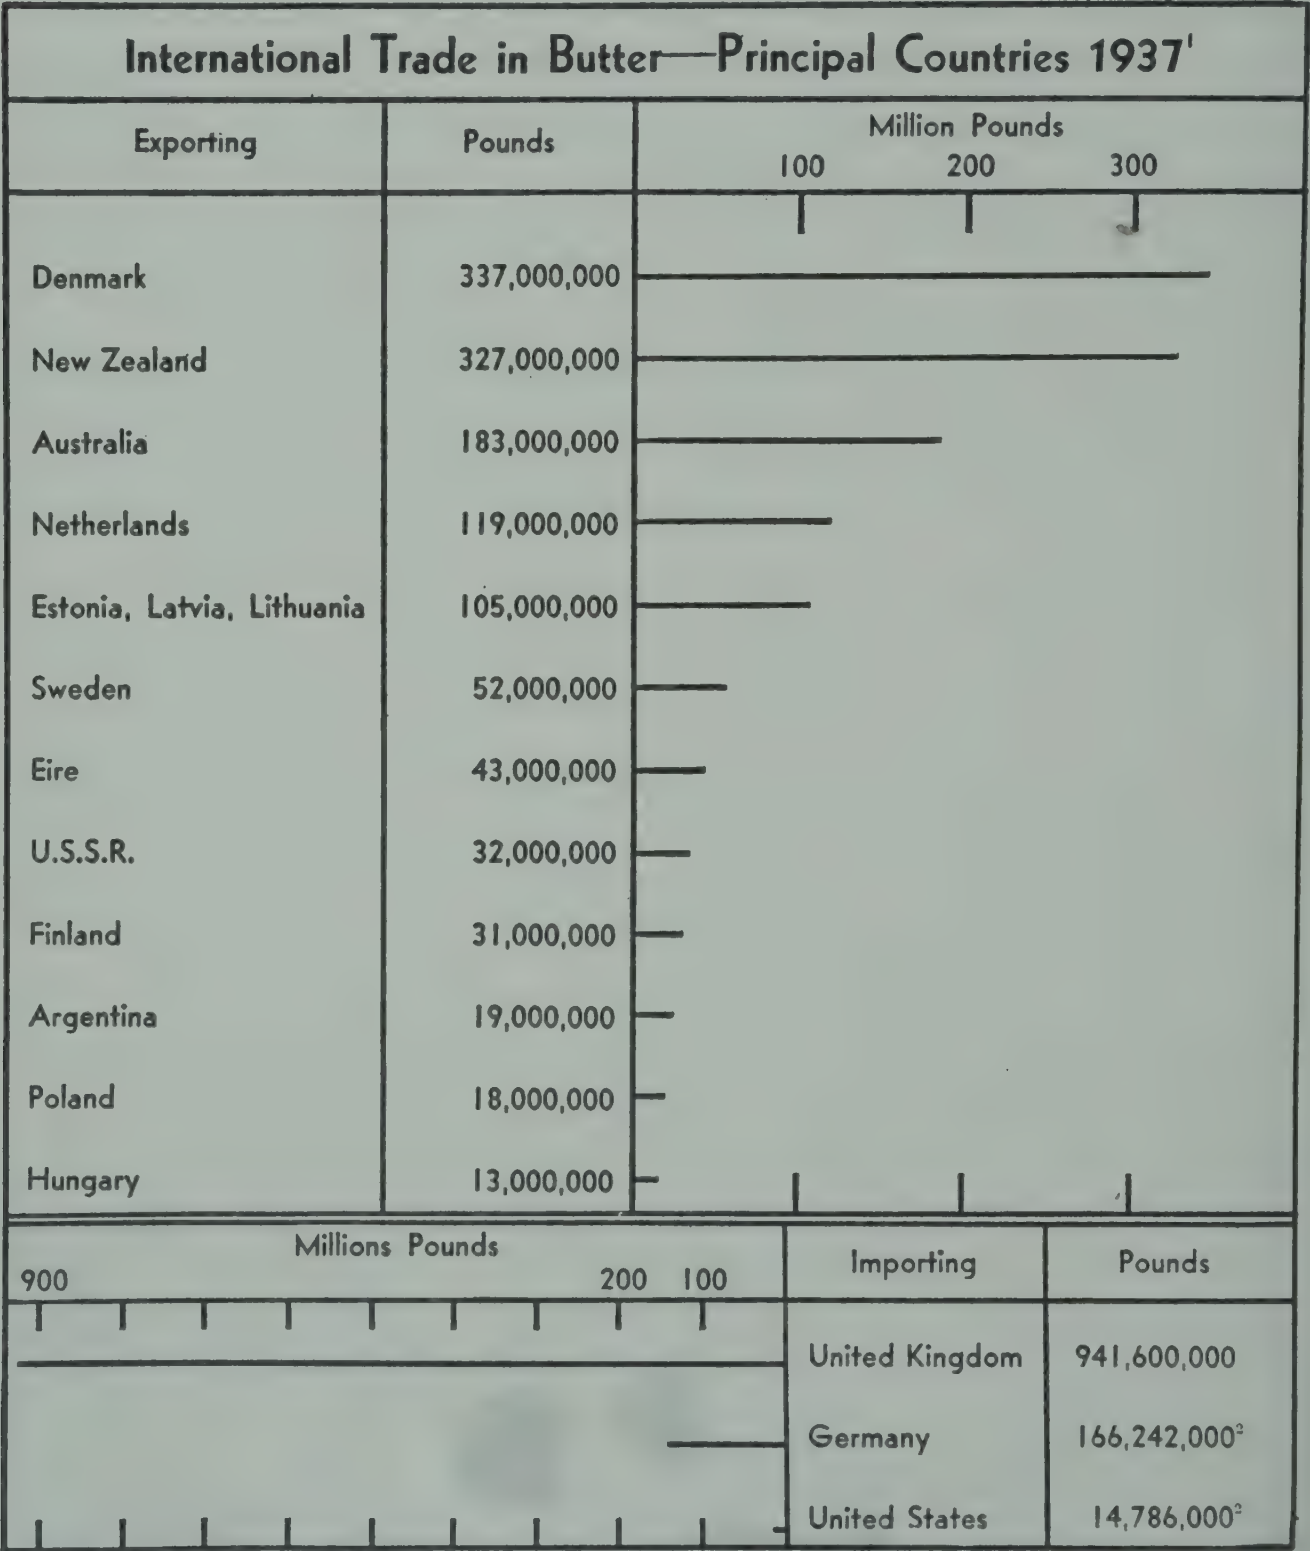 International Trade in Butter—Principal Countries 1937¹
Exporting Pounds Million Pounds
100 200 300
Denmark 337,000,000
New Zealand 327,000,000
Australia 183,000,000
Netherlands 119,000,000
Estonia, Latvia, Lithuania 105,000,000
Sweden 52,000,000
Eire 43,000,000
U.S.S.R. 32,000,000
Finland 31,000,000
Argentina 19,000,000
Poland 18,000,000
Hungary 13,000,000
Millions Pounds Importing Pounds
900 200 100
United Kingdom 941,600,000
Germany 166,242,000²
United States 14,786,000²